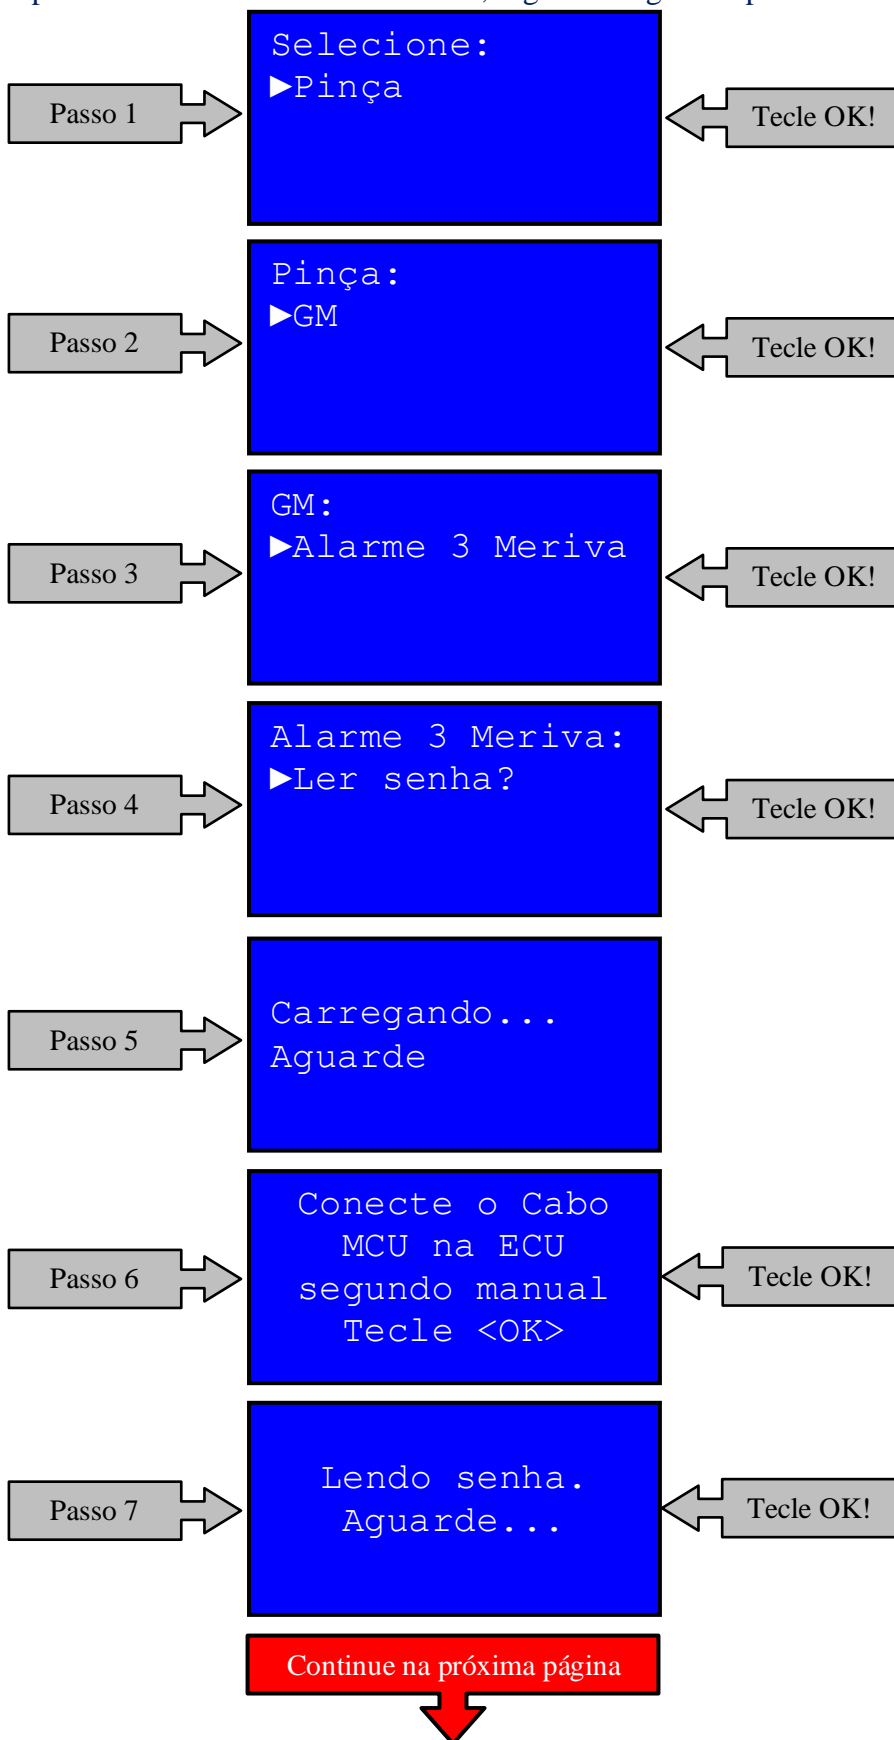 Selecione:
►Pinça
Passo 1
Tecle OK!
Pinça:
►GM
Passo 2
Tecle OK!
GM:
►Alarme 3 Meriva
Passo 3
Tecle OK!
Alarme 3 Meriva:
►Ler senha?
Passo 4
Tecle OK!
Carregando...
Aguarde
Passo 5
Conecte o Cabo
MCU na ECU
segundo manual
Tecle <OK>
Passo 6
Tecle OK!
Lendo senha.
Aguarde...
Passo 7
Tecle OK!
Continue na próxima página